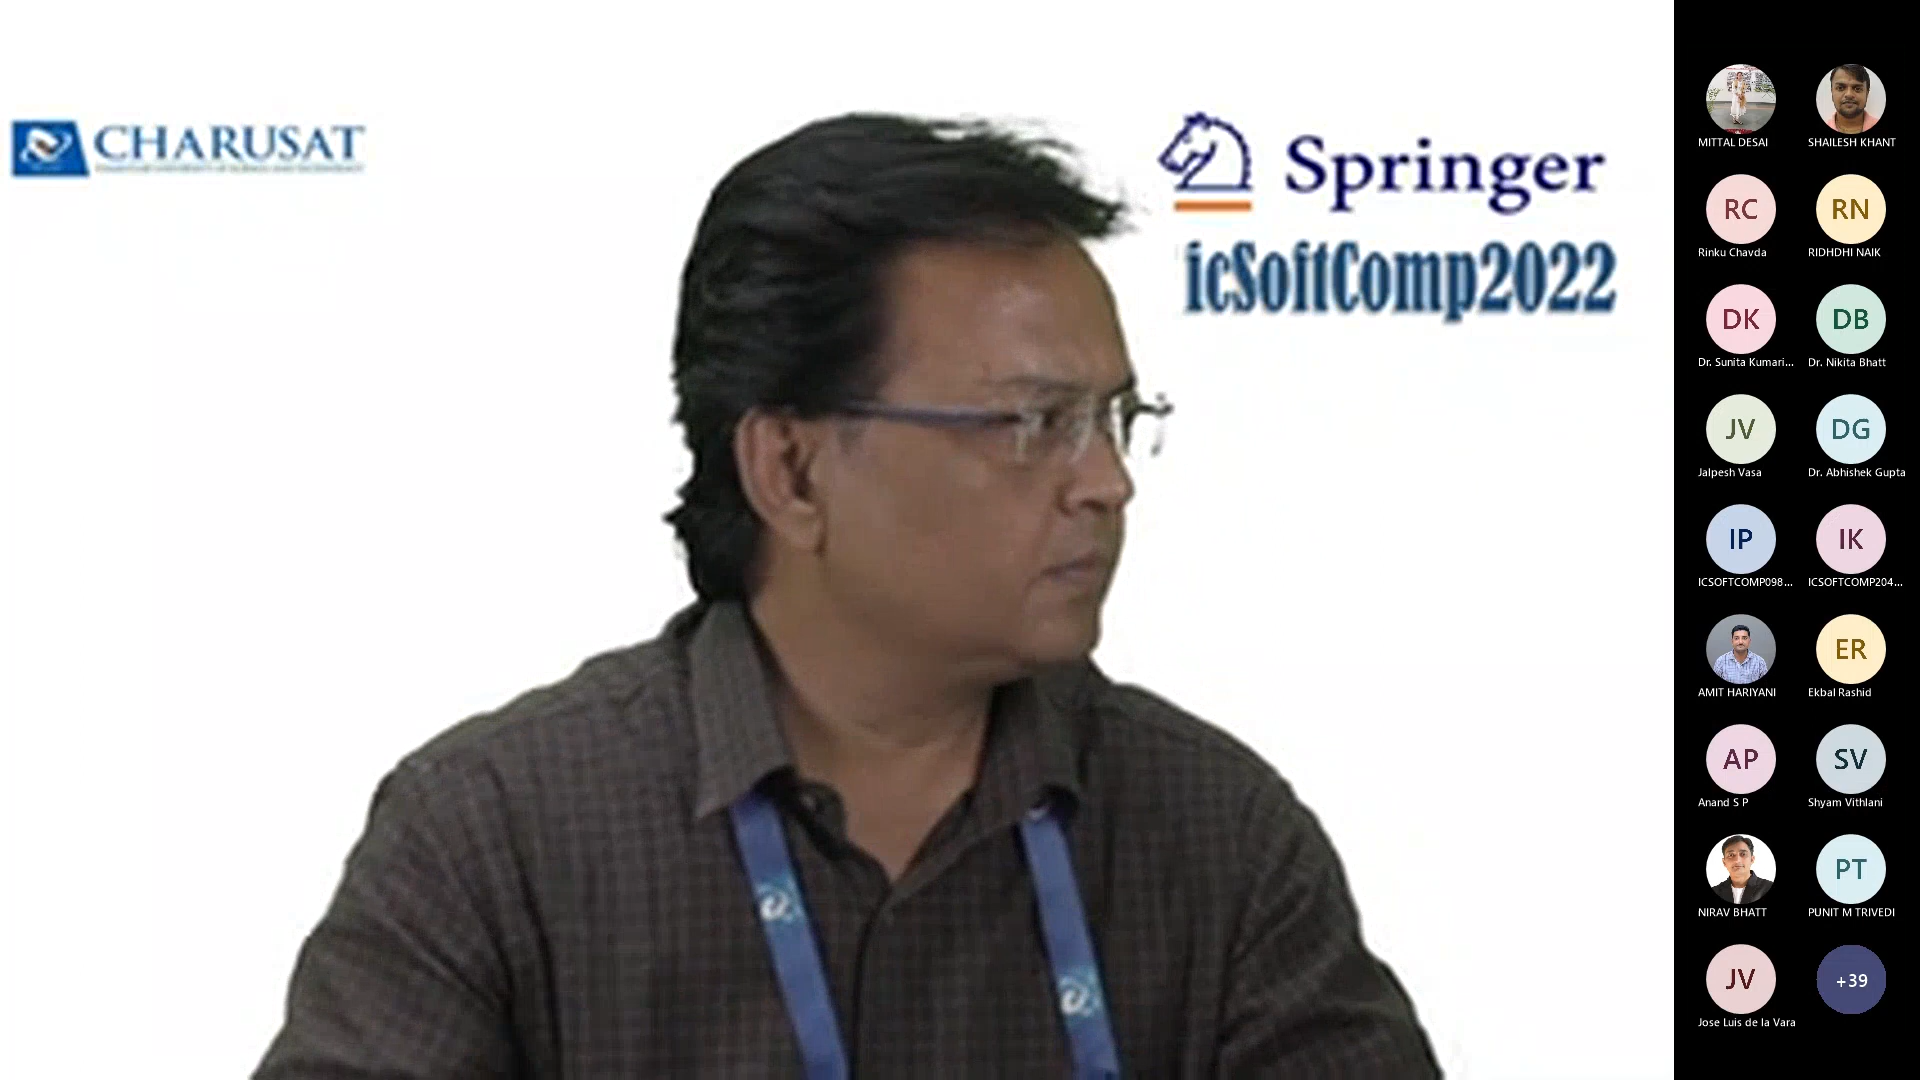 CHARUSAT
Springer
icSoftComp2022
MITTAL DESAI
SHAILESH KHANT
RC
RN
Rinku Chavda
RIDHDHI NAIK
DK
DB
Dr. Sunita Kumari...
Dr. Nikita Bhatt
JV
DG
Jalpesh Vasa
Dr. Abhishek Gupta
IP
IK
ICSOFTCOMP098...
ICSOFTCOMP204...
ER
AMIT HARIYANI
Ekbal Rashid
AP
SV
Anand S P
Shyam Vithlani
PT
NIRAV BHATT
PUNIT M TRIVEDI
JV
+39
Jose Luis de la Vara